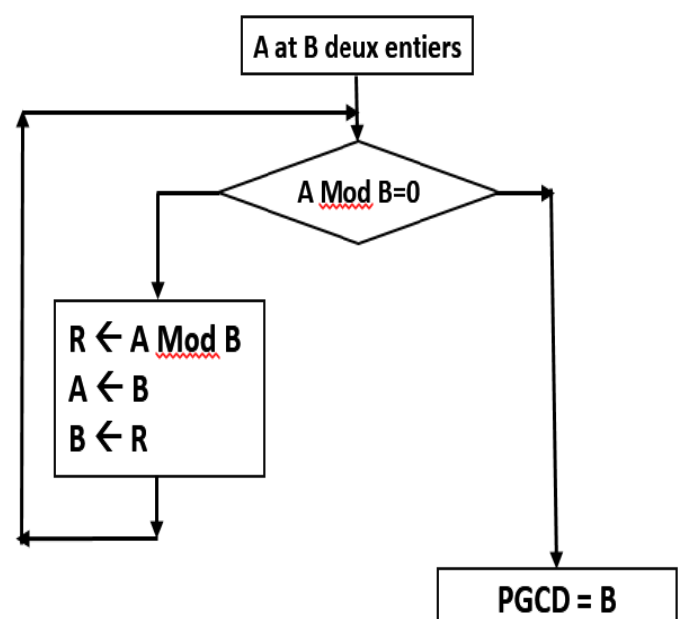 A at B deux entiers
A Mod B=0
R ← A Mod B
A ← B
B ← R
PGCD = B